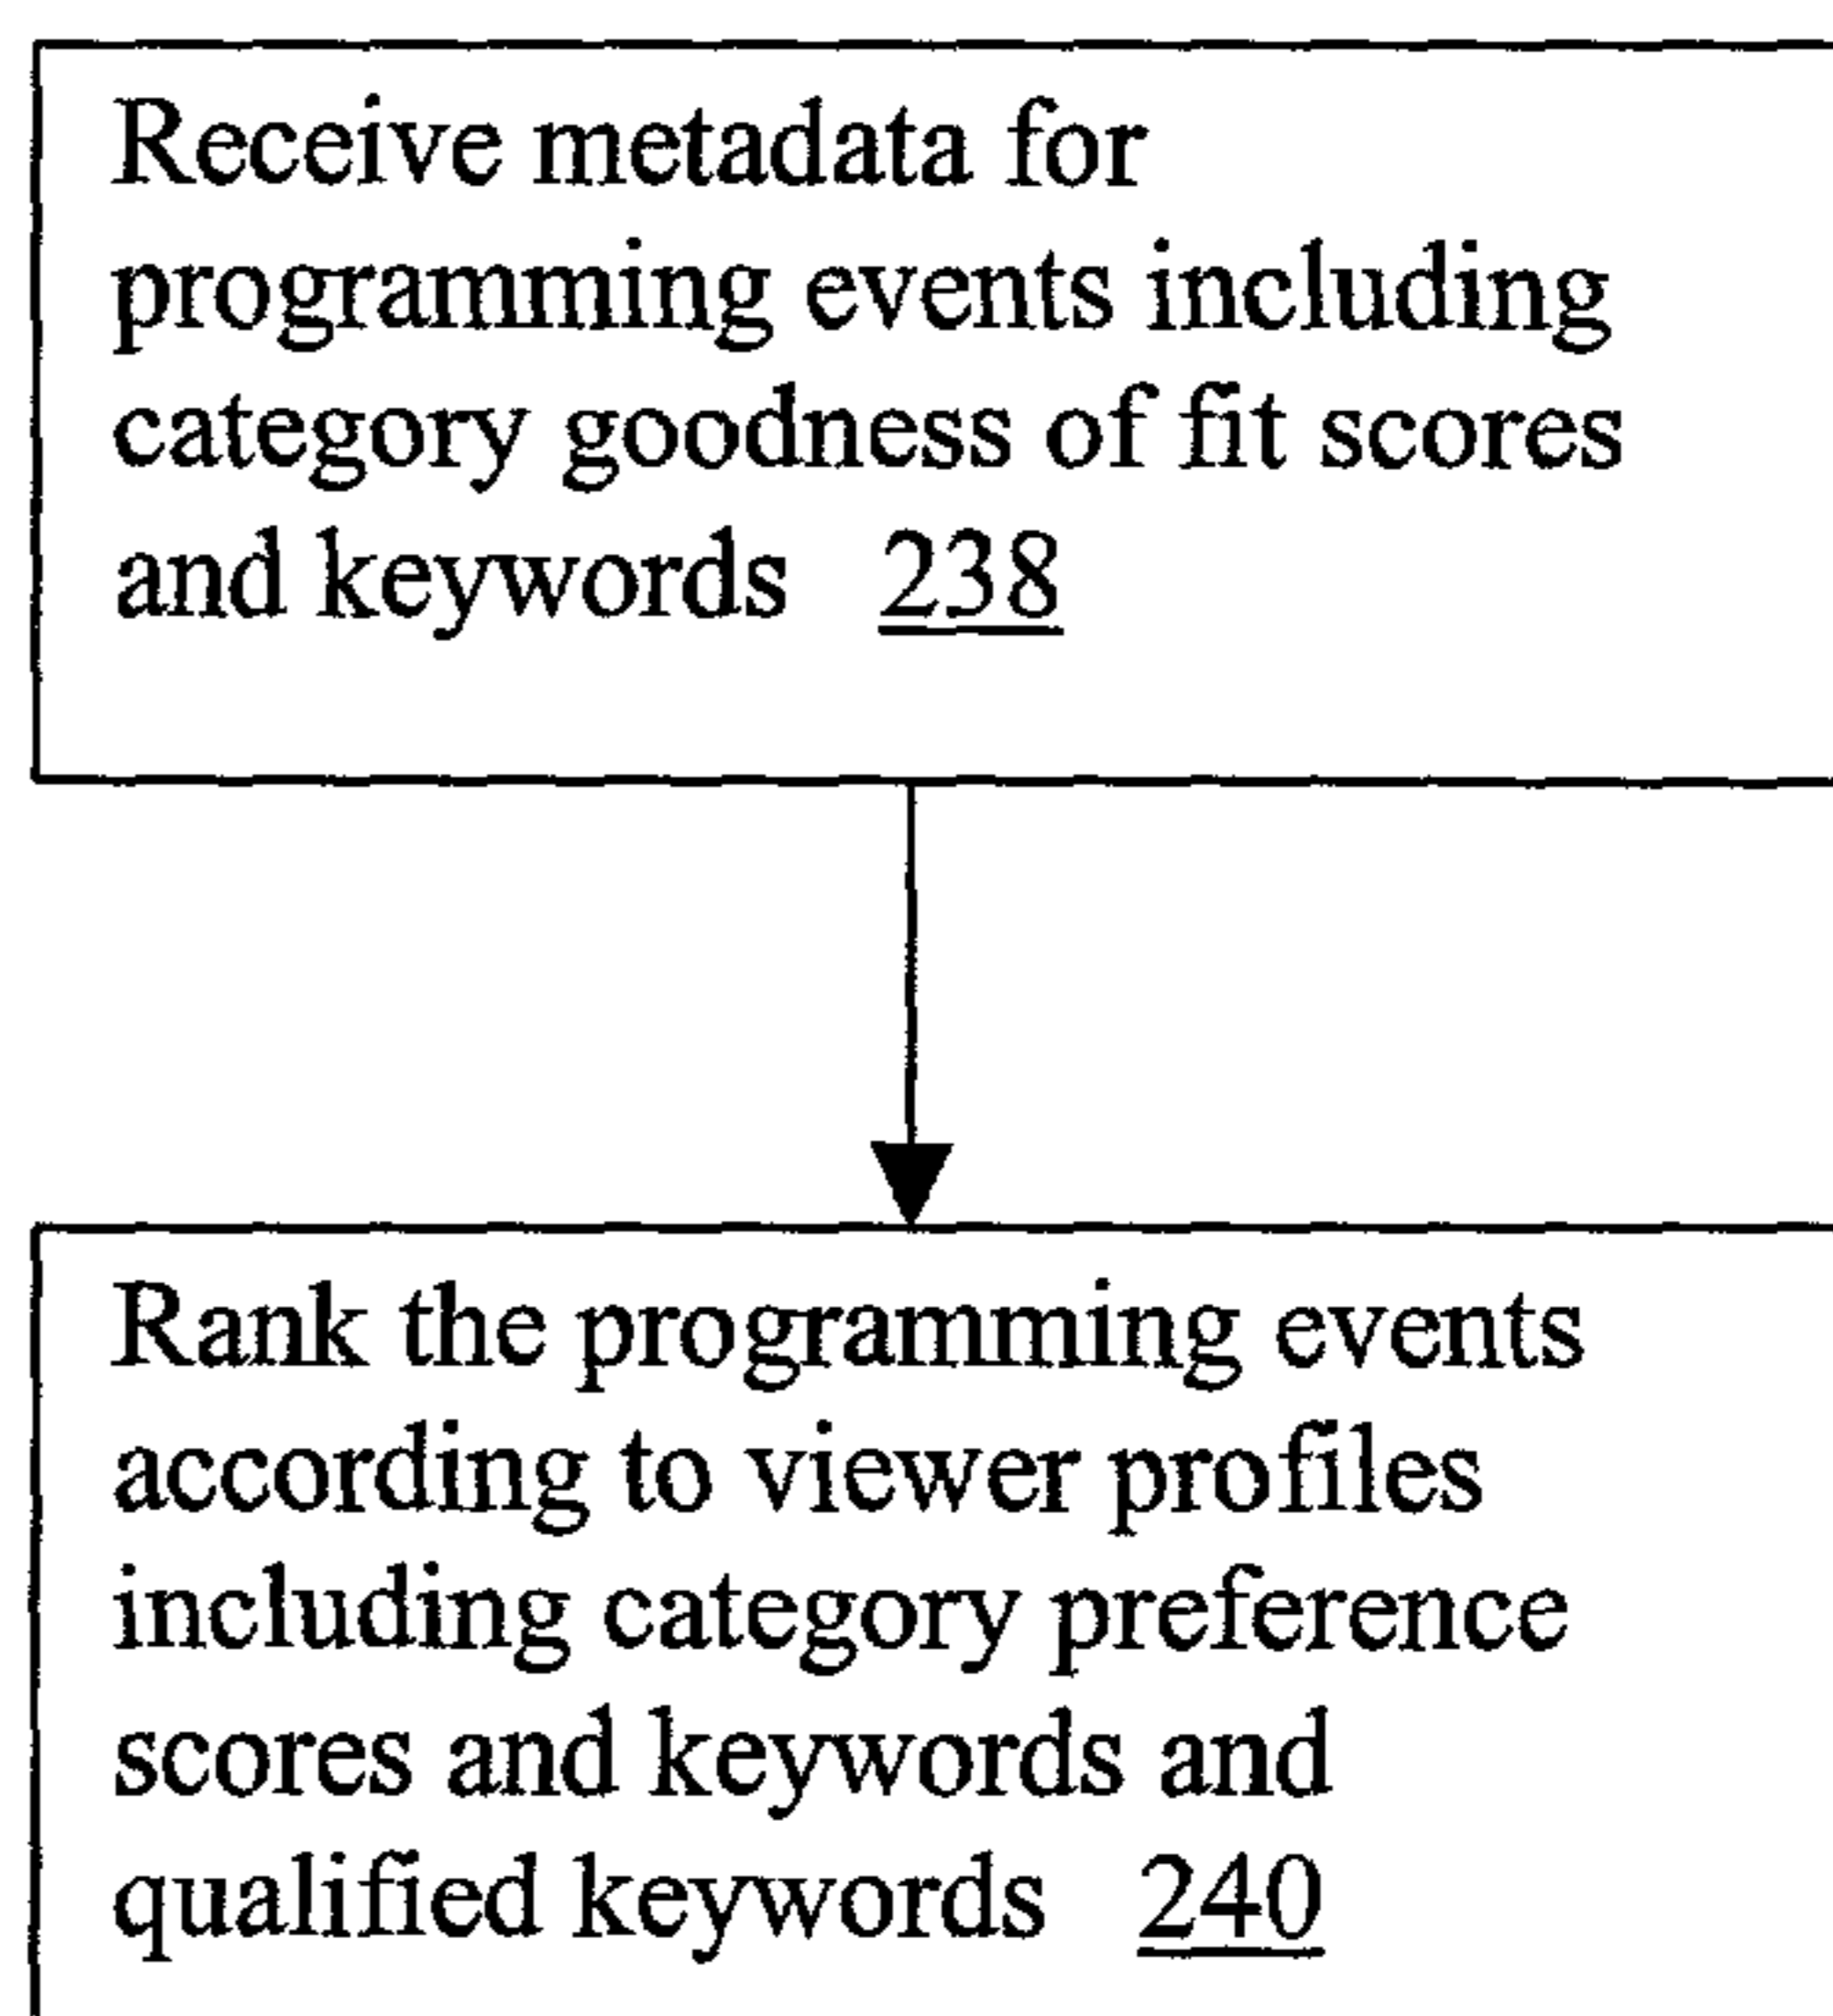 Receive metadata for
programming events including
category goodness of fit scores
and keywords 238
Rank the programming events
according to viewer profiles
including category preference
scores and keywords and
qualified keywords 240